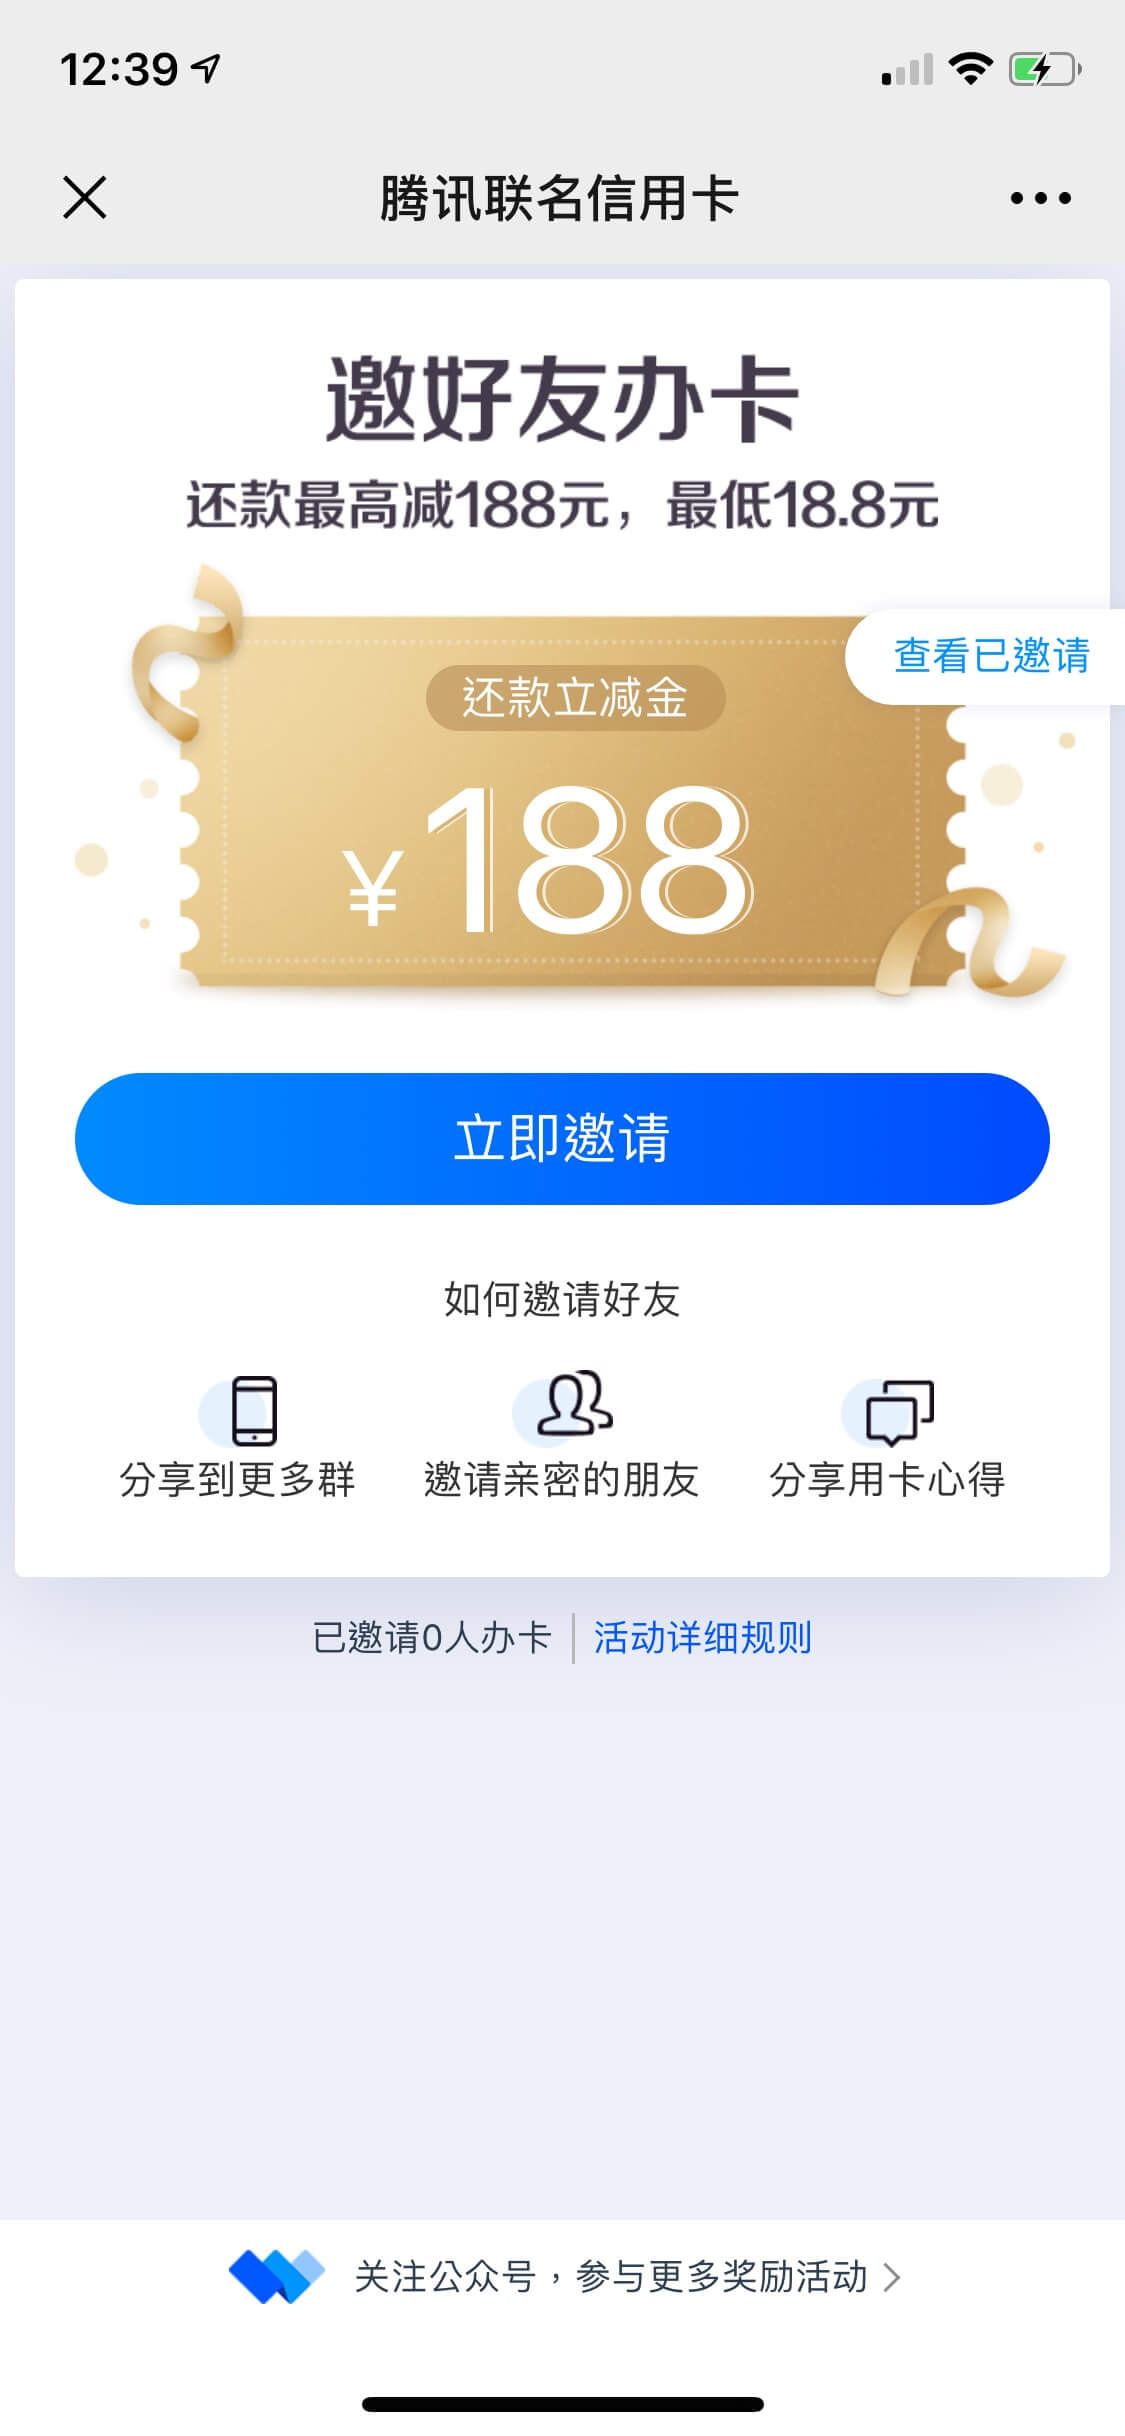 12:39
腾讯联名信用卡
邀好友办卡
还款最高减188元，最低18.8元
查看已邀请
还款立减金
¥188
立即邀请
如何邀请好友
分享到更多群
邀请亲密的朋友
分享用卡心得
已邀请0人办卡
活动详细规则
关注公众号，参与更多奖励活动